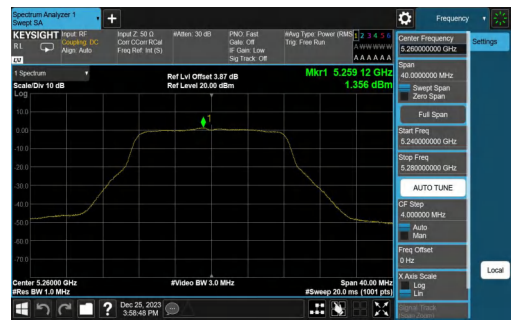 Spectrum Analyzer 1
Swept SA
Frequency
KEYSIGHT
RL
LV
Input: RF
Coupling: DC
Align: Auto
Input Z: 50 Ω
Corr CCorr RCal
Freq Ref: Int (S)
#Atten: 30 dB
PNO: Fast
Gate: Off
IF Gain: Low
Sig Track: Off
#Avg Type: Power (RMS
Trig: Free Run
1 2 3 4 5 6
A W W W W W
A A A A A A
1 Spectrum
Scale/Div 10 dB
Log
Ref Lvl Offset 3.87 dB
Ref Level 20.00 dBm
Mkr1 5.259 12 GHz
1.356 dBm
1
10.0
0.00
-10.0
-20.0
-30.0
-40.0
-50.0
-60.0
-70.0
Center 5.26000 GHz
#Res BW 1.0 MHz
#Video BW 3.0 MHz
Span 40.00 MHz
#Sweep 20.0 ms (1001 pts)
Dec 25, 2023
3:58:48 PM
Center Frequency
5.260000000 GHz
Settings
Span
40.0000000 MHz
Swept Span
Zero Span
Full Span
Start Freq
5.240000000 GHz
Stop Freq
5.280000000 GHz
AUTO TUNE
CF Step
4.000000 MHz
Auto
Man
Freq Offset
0 Hz
X Axis Scale
Log
Lin
Local
Signal Track